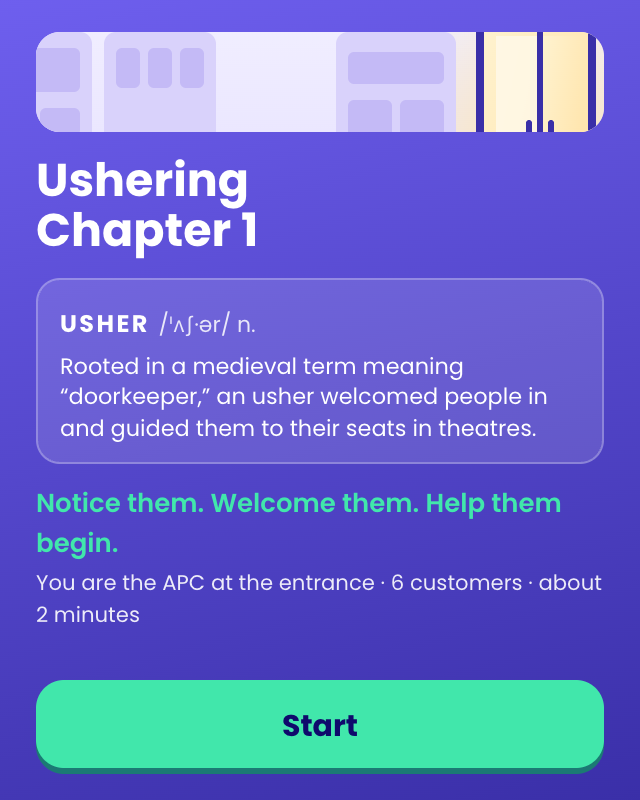 Ushering
Chapter 1
USHER /ˈʌʃ·ər/ n.
Rooted in a medieval term meaning
“doorkeeper,” an usher welcomed people in
and guided them to their seats in theatres.
Notice them. Welcome them. Help them
begin.
You are the APC at the entrance · 6 customers · about
2 minutes
Start